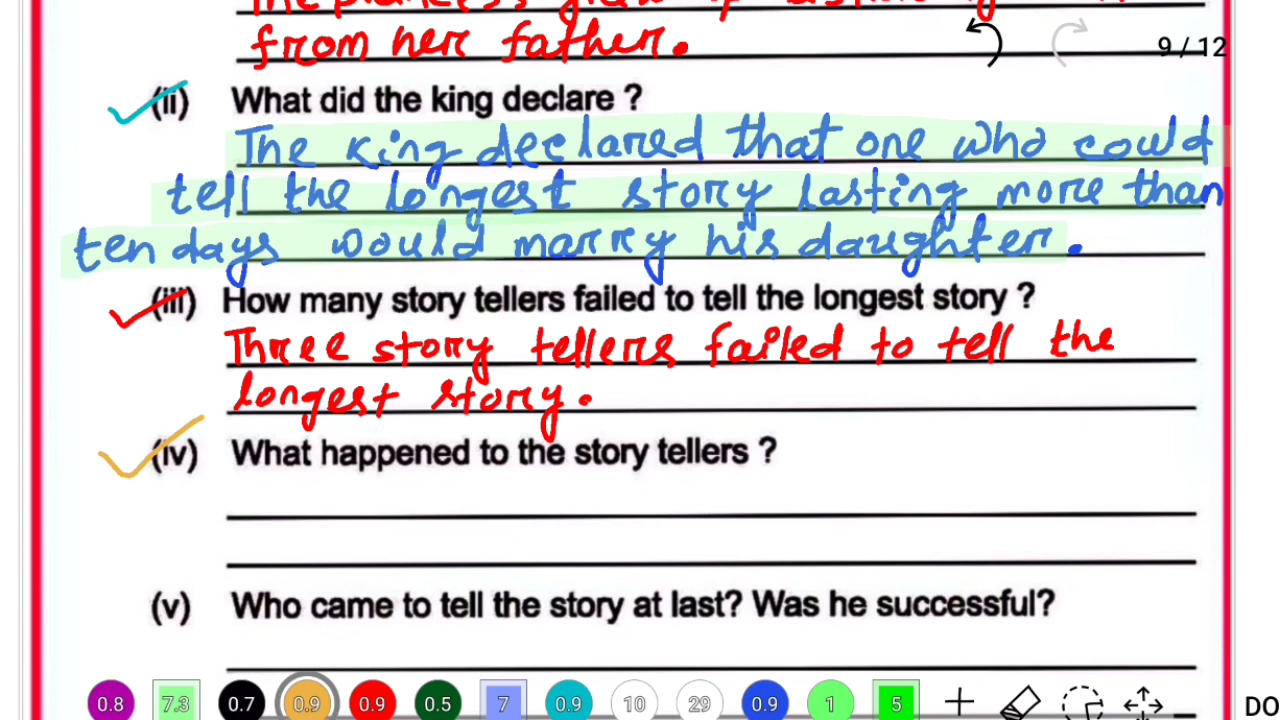 from her father.
9/12
(ii) What did the king declare ?
The king declared that one who could
tell the longest story lasting more than
ten days would marry his daughter.
(iii) How many story tellers failed to tell the longest story ?
Three story tellers failed to tell the
longest story.
(iv) What happened to the story tellers ?
(v) Who came to tell the story at last? Was he successful?
0.8 7.3 0.7 0.9 0.9 0.5 7 0.9 10 29 0.9 1 5 DO